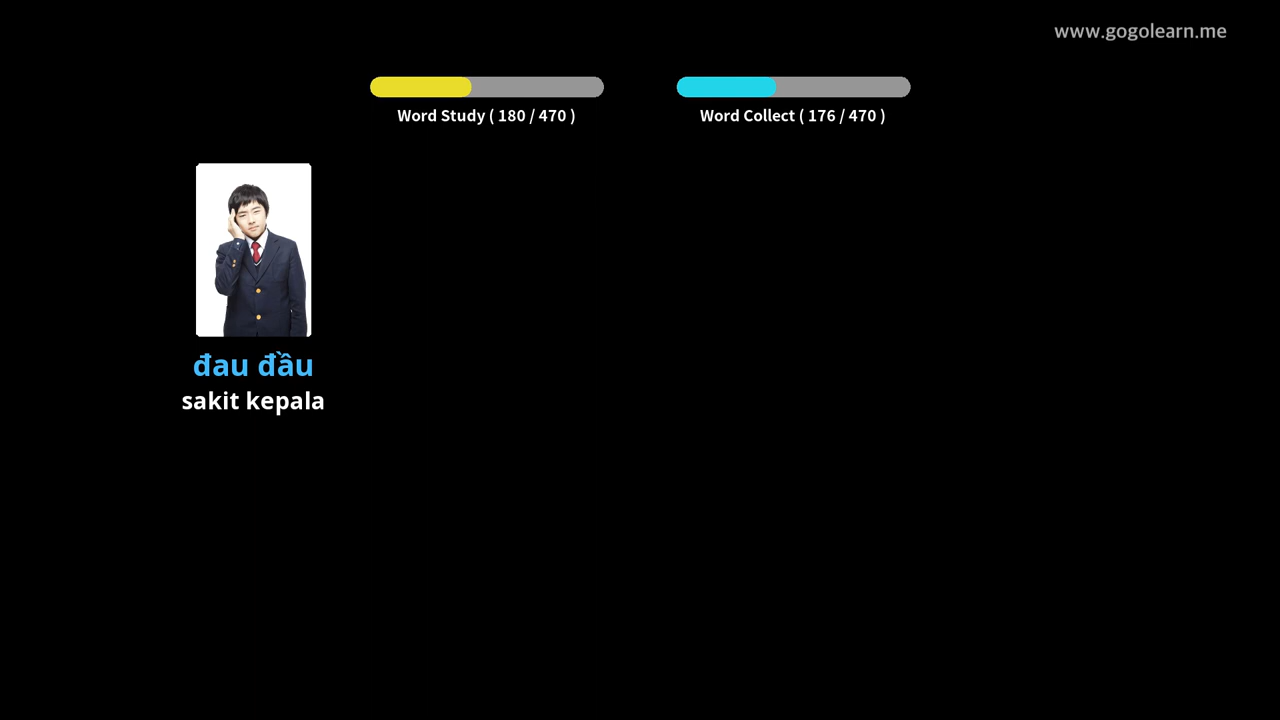 www.gogolearn.me
Word Study ( 180 / 470 )
Word Collect ( 176 / 470 )
đau đầu
sakit kepala